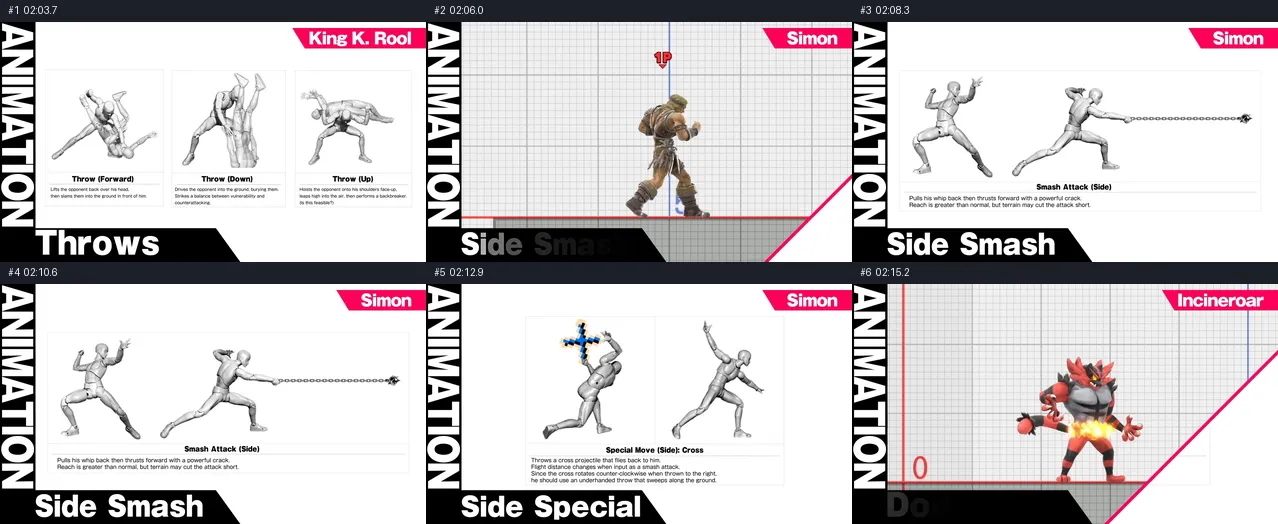 #1 02:03.7
ANIMATION
King K. Rool
Throw (Forward)
Lifts the opponent back over his head,
then slams them into the ground in front of him.
Throw (Down)
Drives the opponent into the ground, burying them.
Strikes a balance between vulnerability and
counterattacking.
Throw (Up)
Hoists the opponent onto his shoulders face-up,
leaps high into the air, then performs a backbreaker.
(Is this feasible?)
Throws
#2 02:06.0
ANIMATION
Simon
1P
Side Smas
#3 02:08.3
ANIMATION
Simon
Smash Attack (Side)
Pulls his whip back then thrusts forward with a powerful crack.
Reach is greater than normal, but terrain may cut the attack short.
Side Smash
#4 02:10.6
ANIMATION
Simon
Smash Attack (Side)
Pulls his whip back then thrusts forward with a powerful crack.
Reach is greater than normal, but terrain may cut the attack short.
Side Smash
#5 02:12.9
ANIMATION
Simon
Special Move (Side): Cross
Throws a cross projectile that flies back to him.
Flight distance changes when input as a smash attack.
Since the cross rotates counter-clockwise when thrown to the right,
he should use an underhanded throw that sweeps along the ground.
Side Special
#6 02:15.2
ANIMATION
Incineroar
0
Do